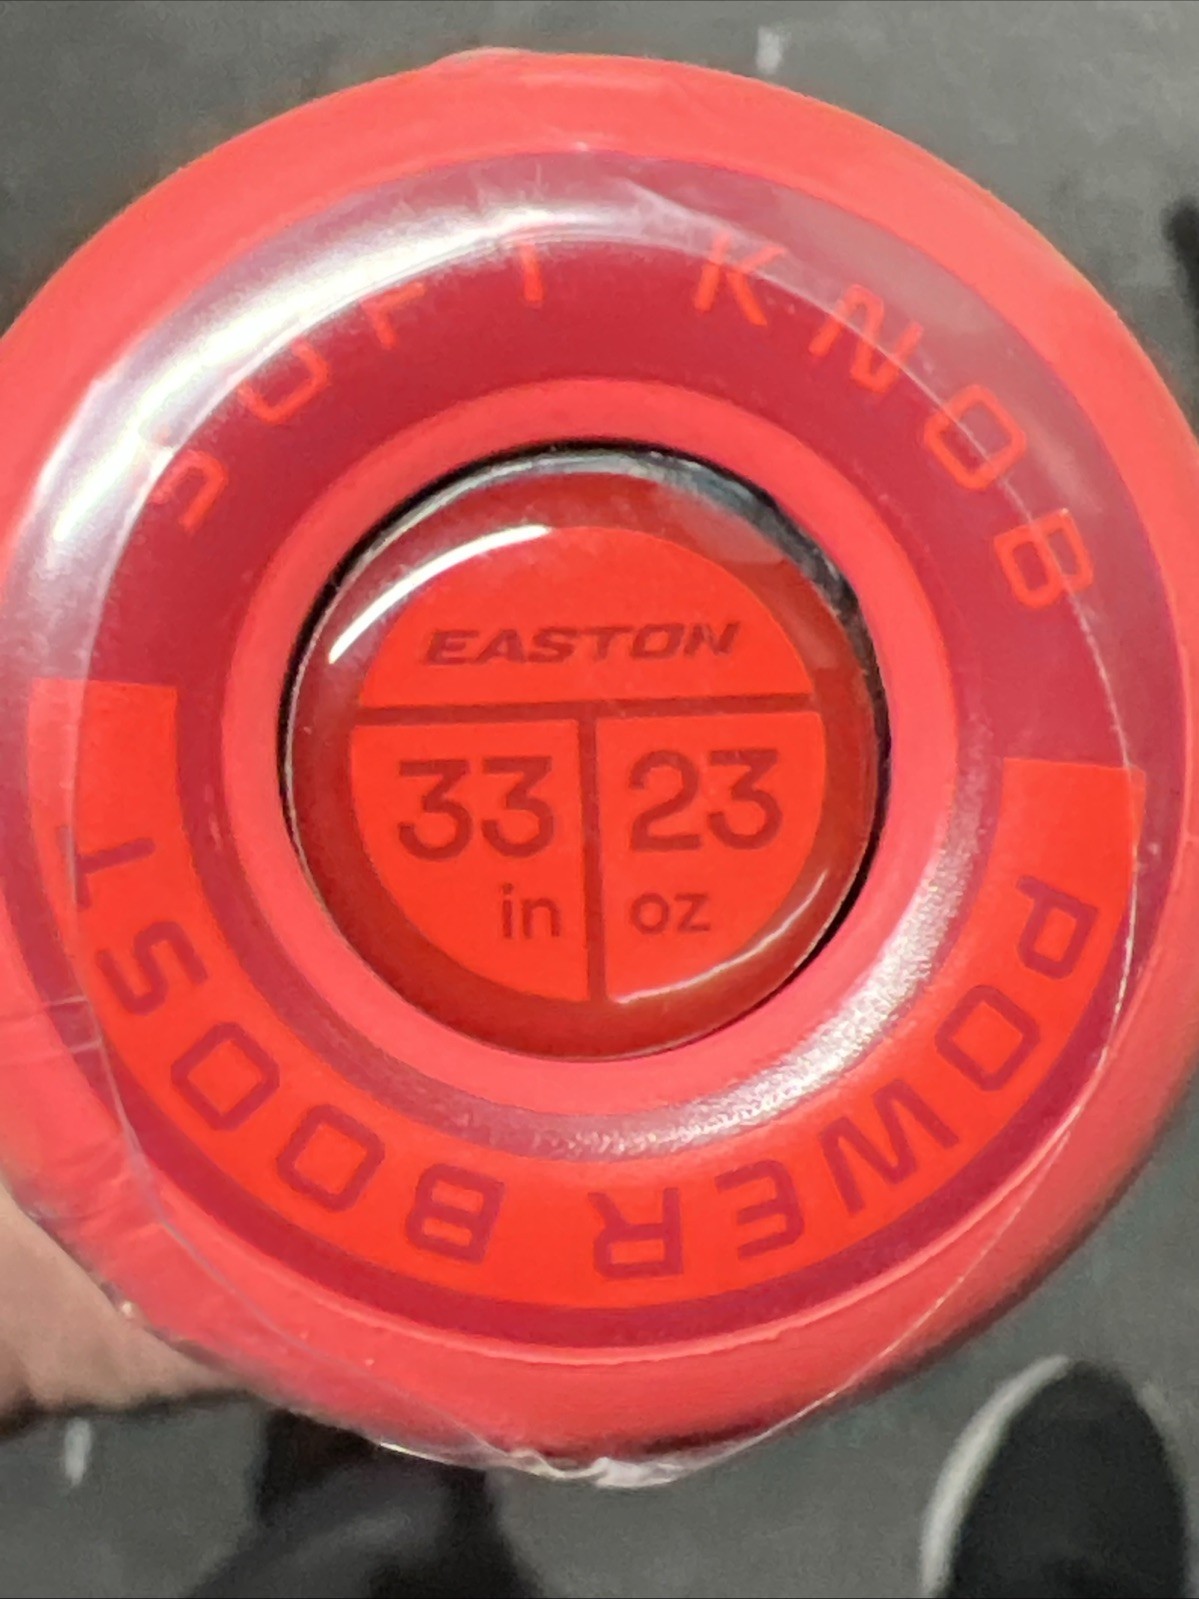 SOFT KNOB
EASTON
33 23
in oz
POWER BOOST